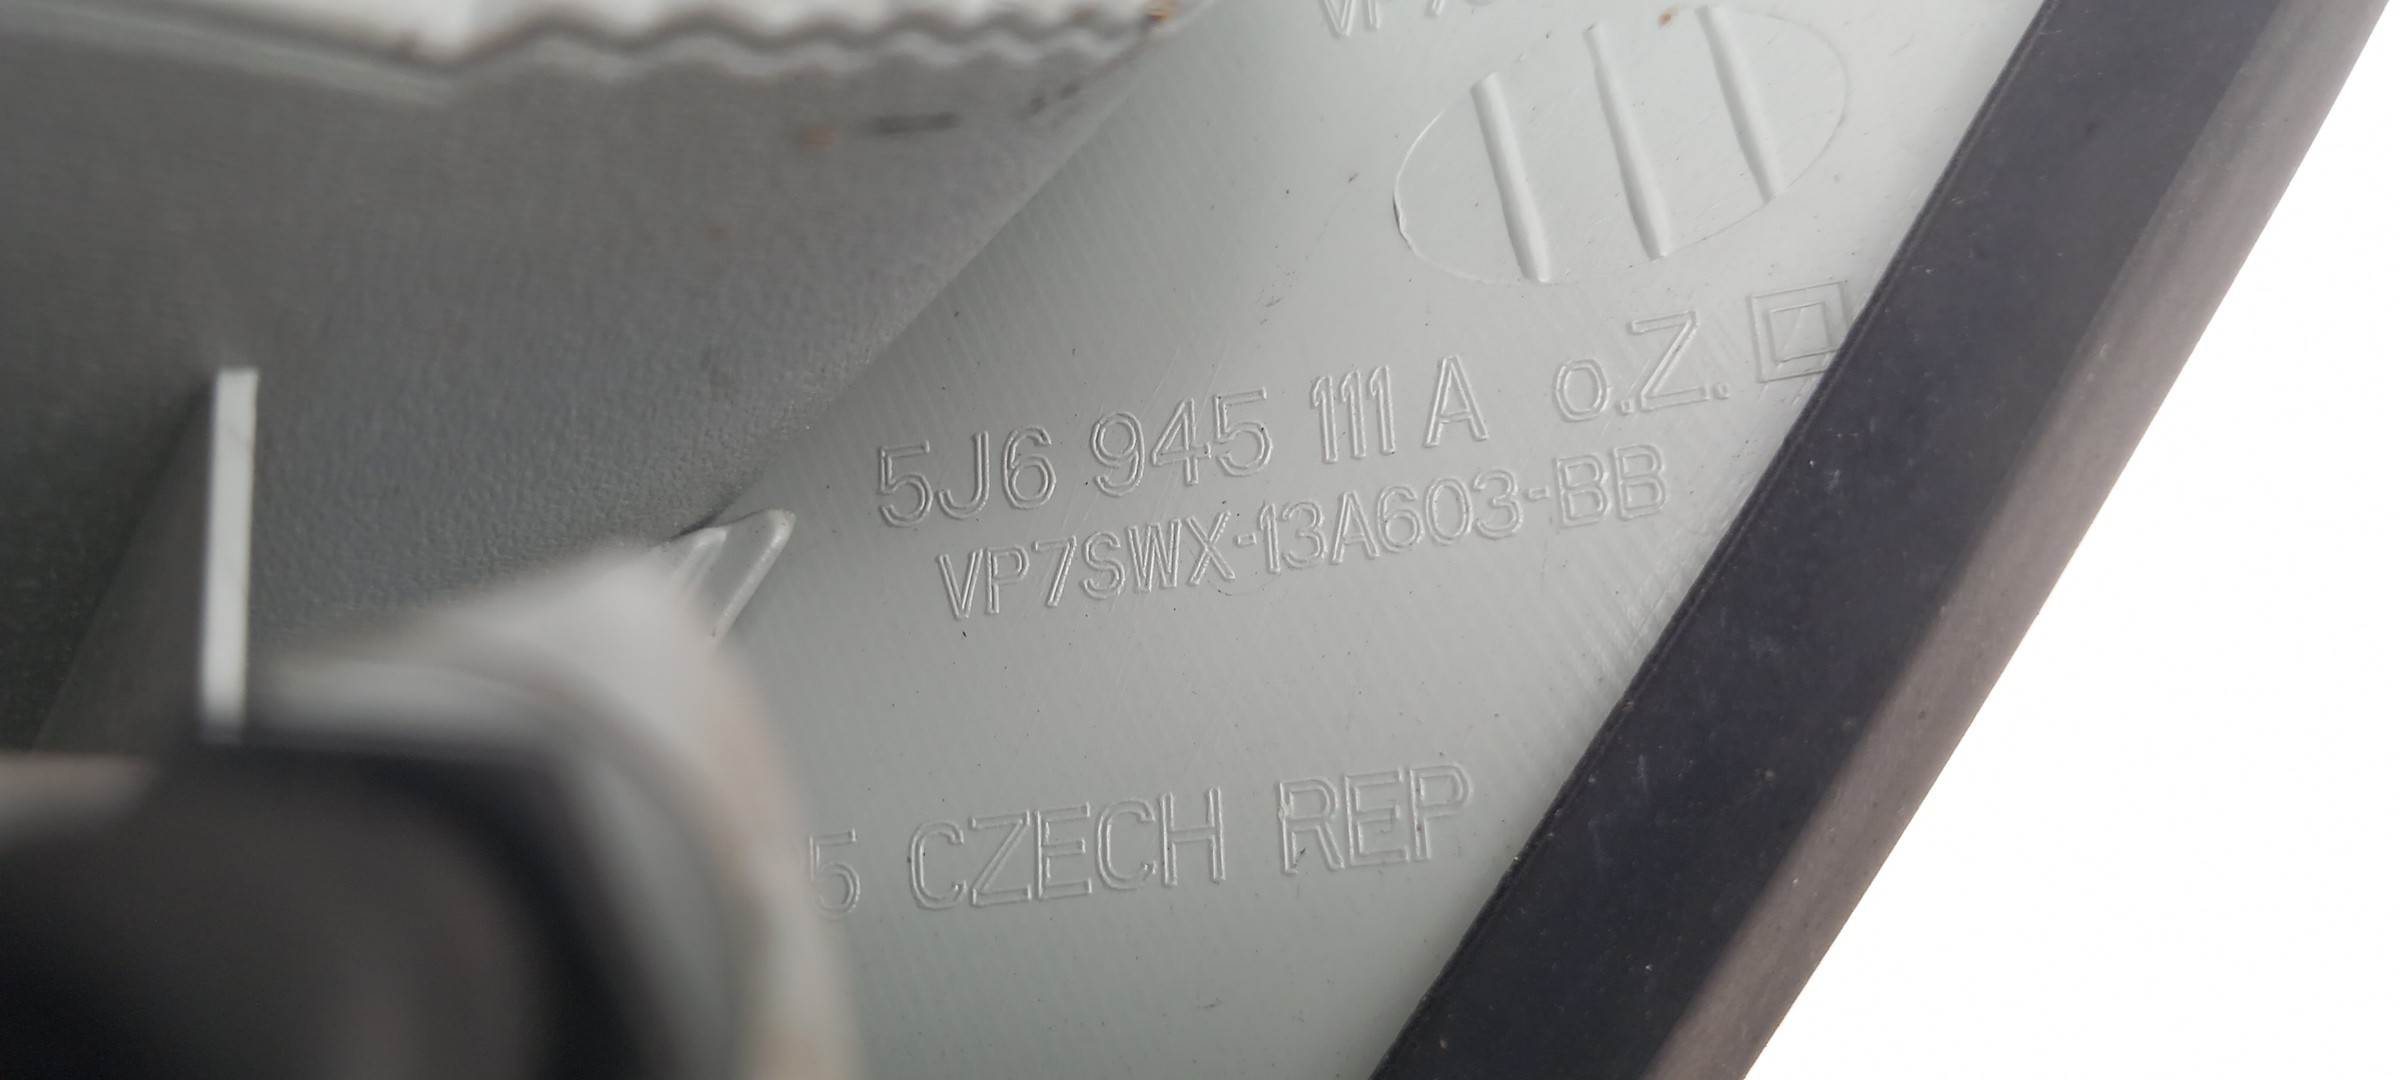 5J6 945 111 A o.Z.
VP7SWX-13A603-BB
5 CZECH REP